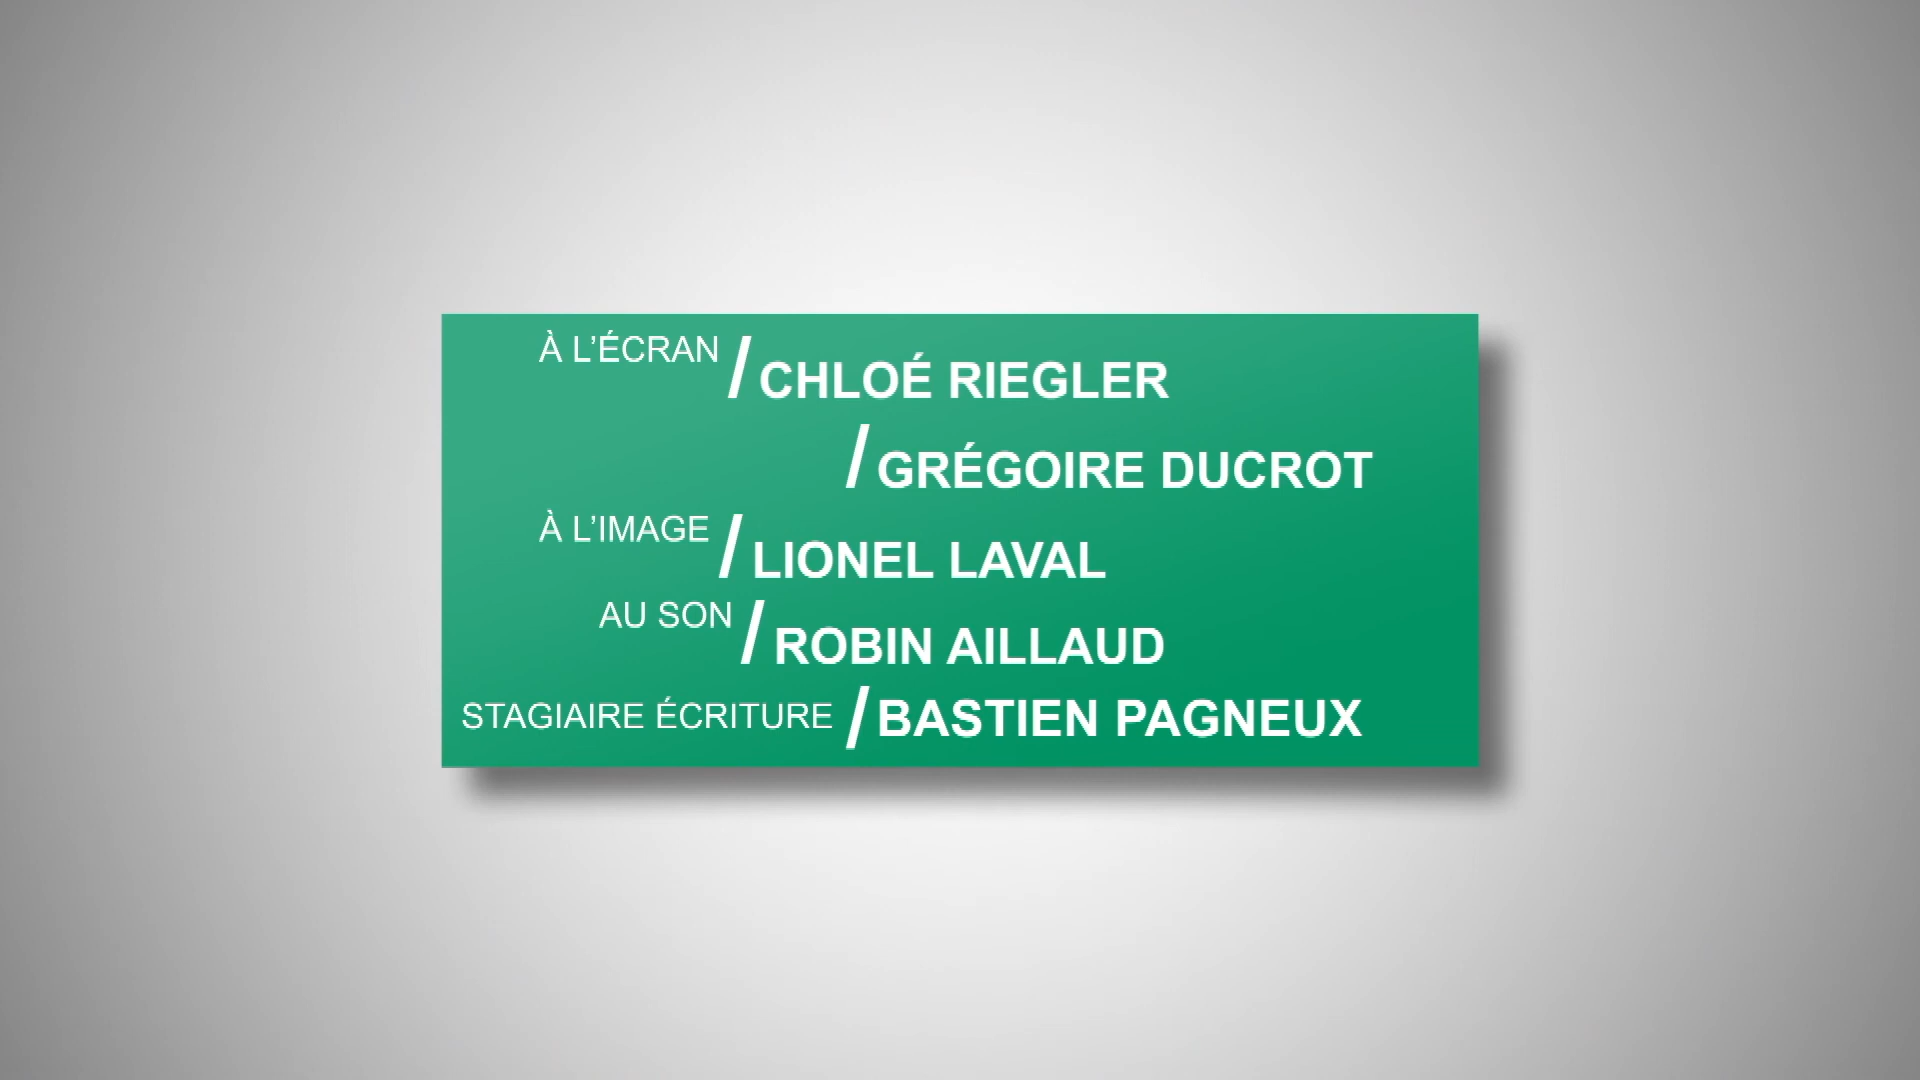 À L’ÉCRAN / CHLOÉ RIEGLER
/ GRÉGOIRE DUCROT
À L’IMAGE / LIONEL LAVAL
AU SON / ROBIN AILLAUD
STAGIAIRE ÉCRITURE / BASTIEN PAGNEUX